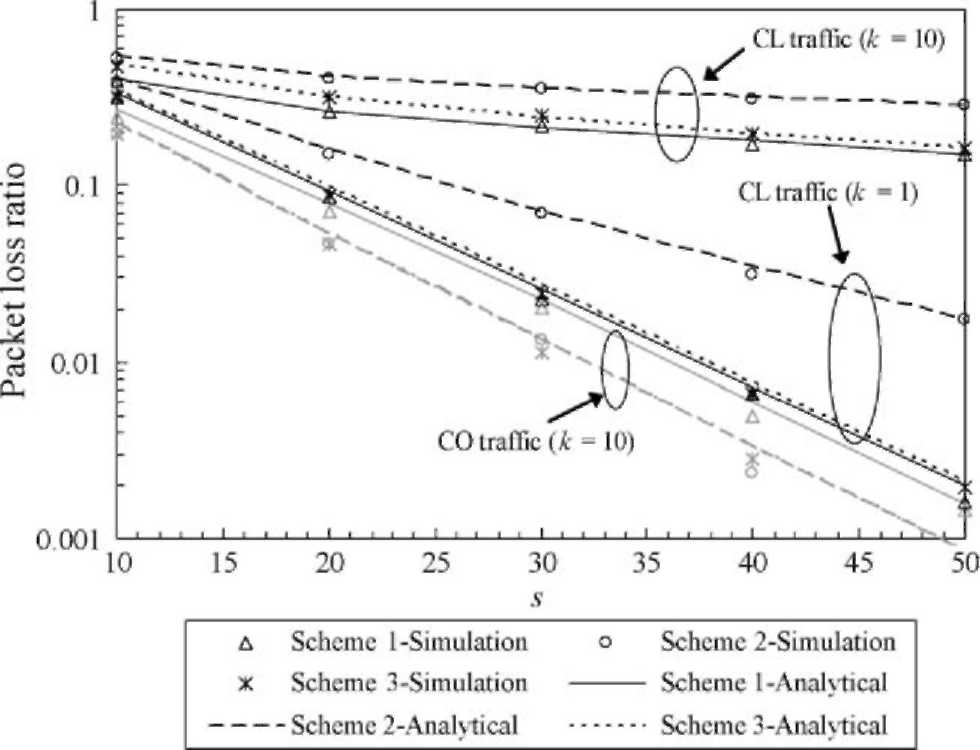 Packet loss ratio
1
0.1
0.01
0.001
CL traffic (k = 10)
CL traffic (k = 1)
CO traffic (k = 10)
10 15 20 25 30 35 40 45 50
s
Scheme 1-Simulation Scheme 2-Simulation
Scheme 3-Simulation Scheme 1-Analytical
Scheme 2-Analytical Scheme 3-Analytical